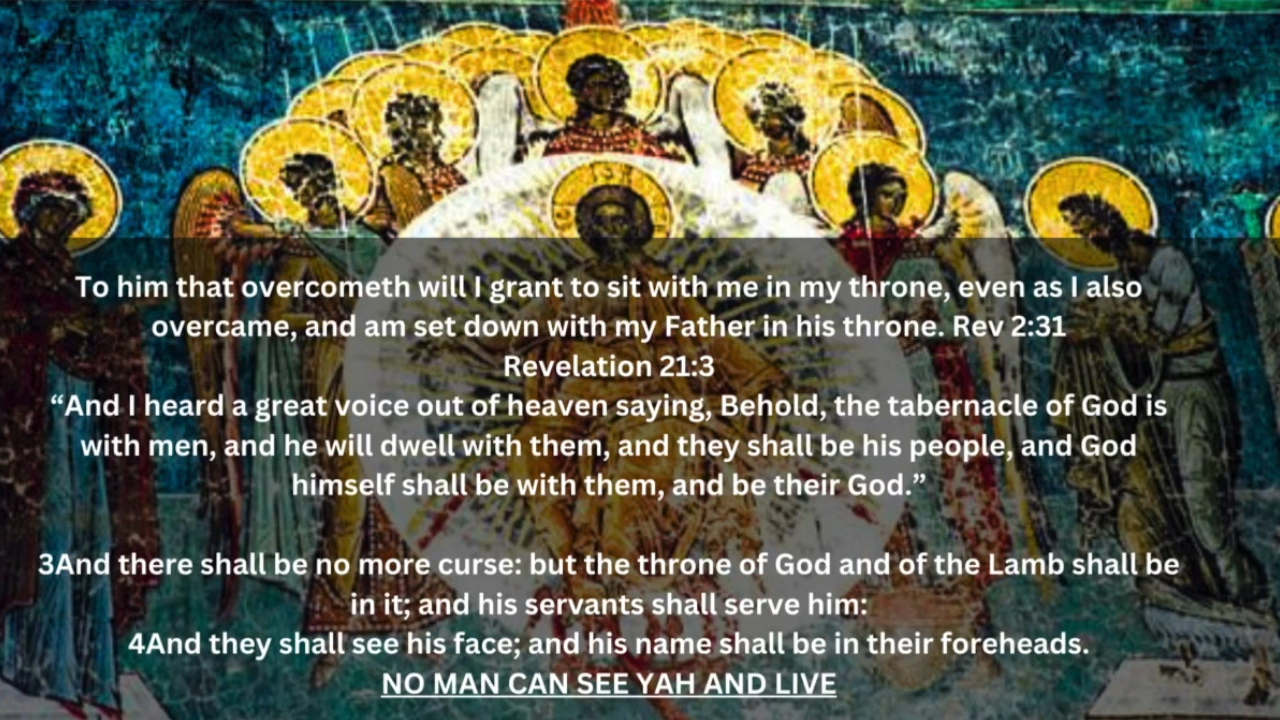 To him that overcometh will I grant to sit with me in my throne, even as I also
overcame, and am set down with my Father in his throne. Rev 2:31
Revelation 21:3
“And I heard a great voice out of heaven saying, Behold, the tabernacle of God is
with men, and he will dwell with them, and they shall be his people, and God
himself shall be with them, and be their God.”
3And there shall be no more curse: but the throne of God and of the Lamb shall be
in it; and his servants shall serve him:
4And they shall see his face; and his name shall be in their foreheads.
NO MAN CAN SEE YAH AND LIVE